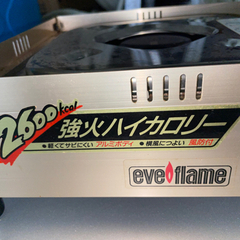 2600kcal
強火ハイカロリー
●軽くてサビにくいアルミボディ ●横風につよい風防付
eve flame